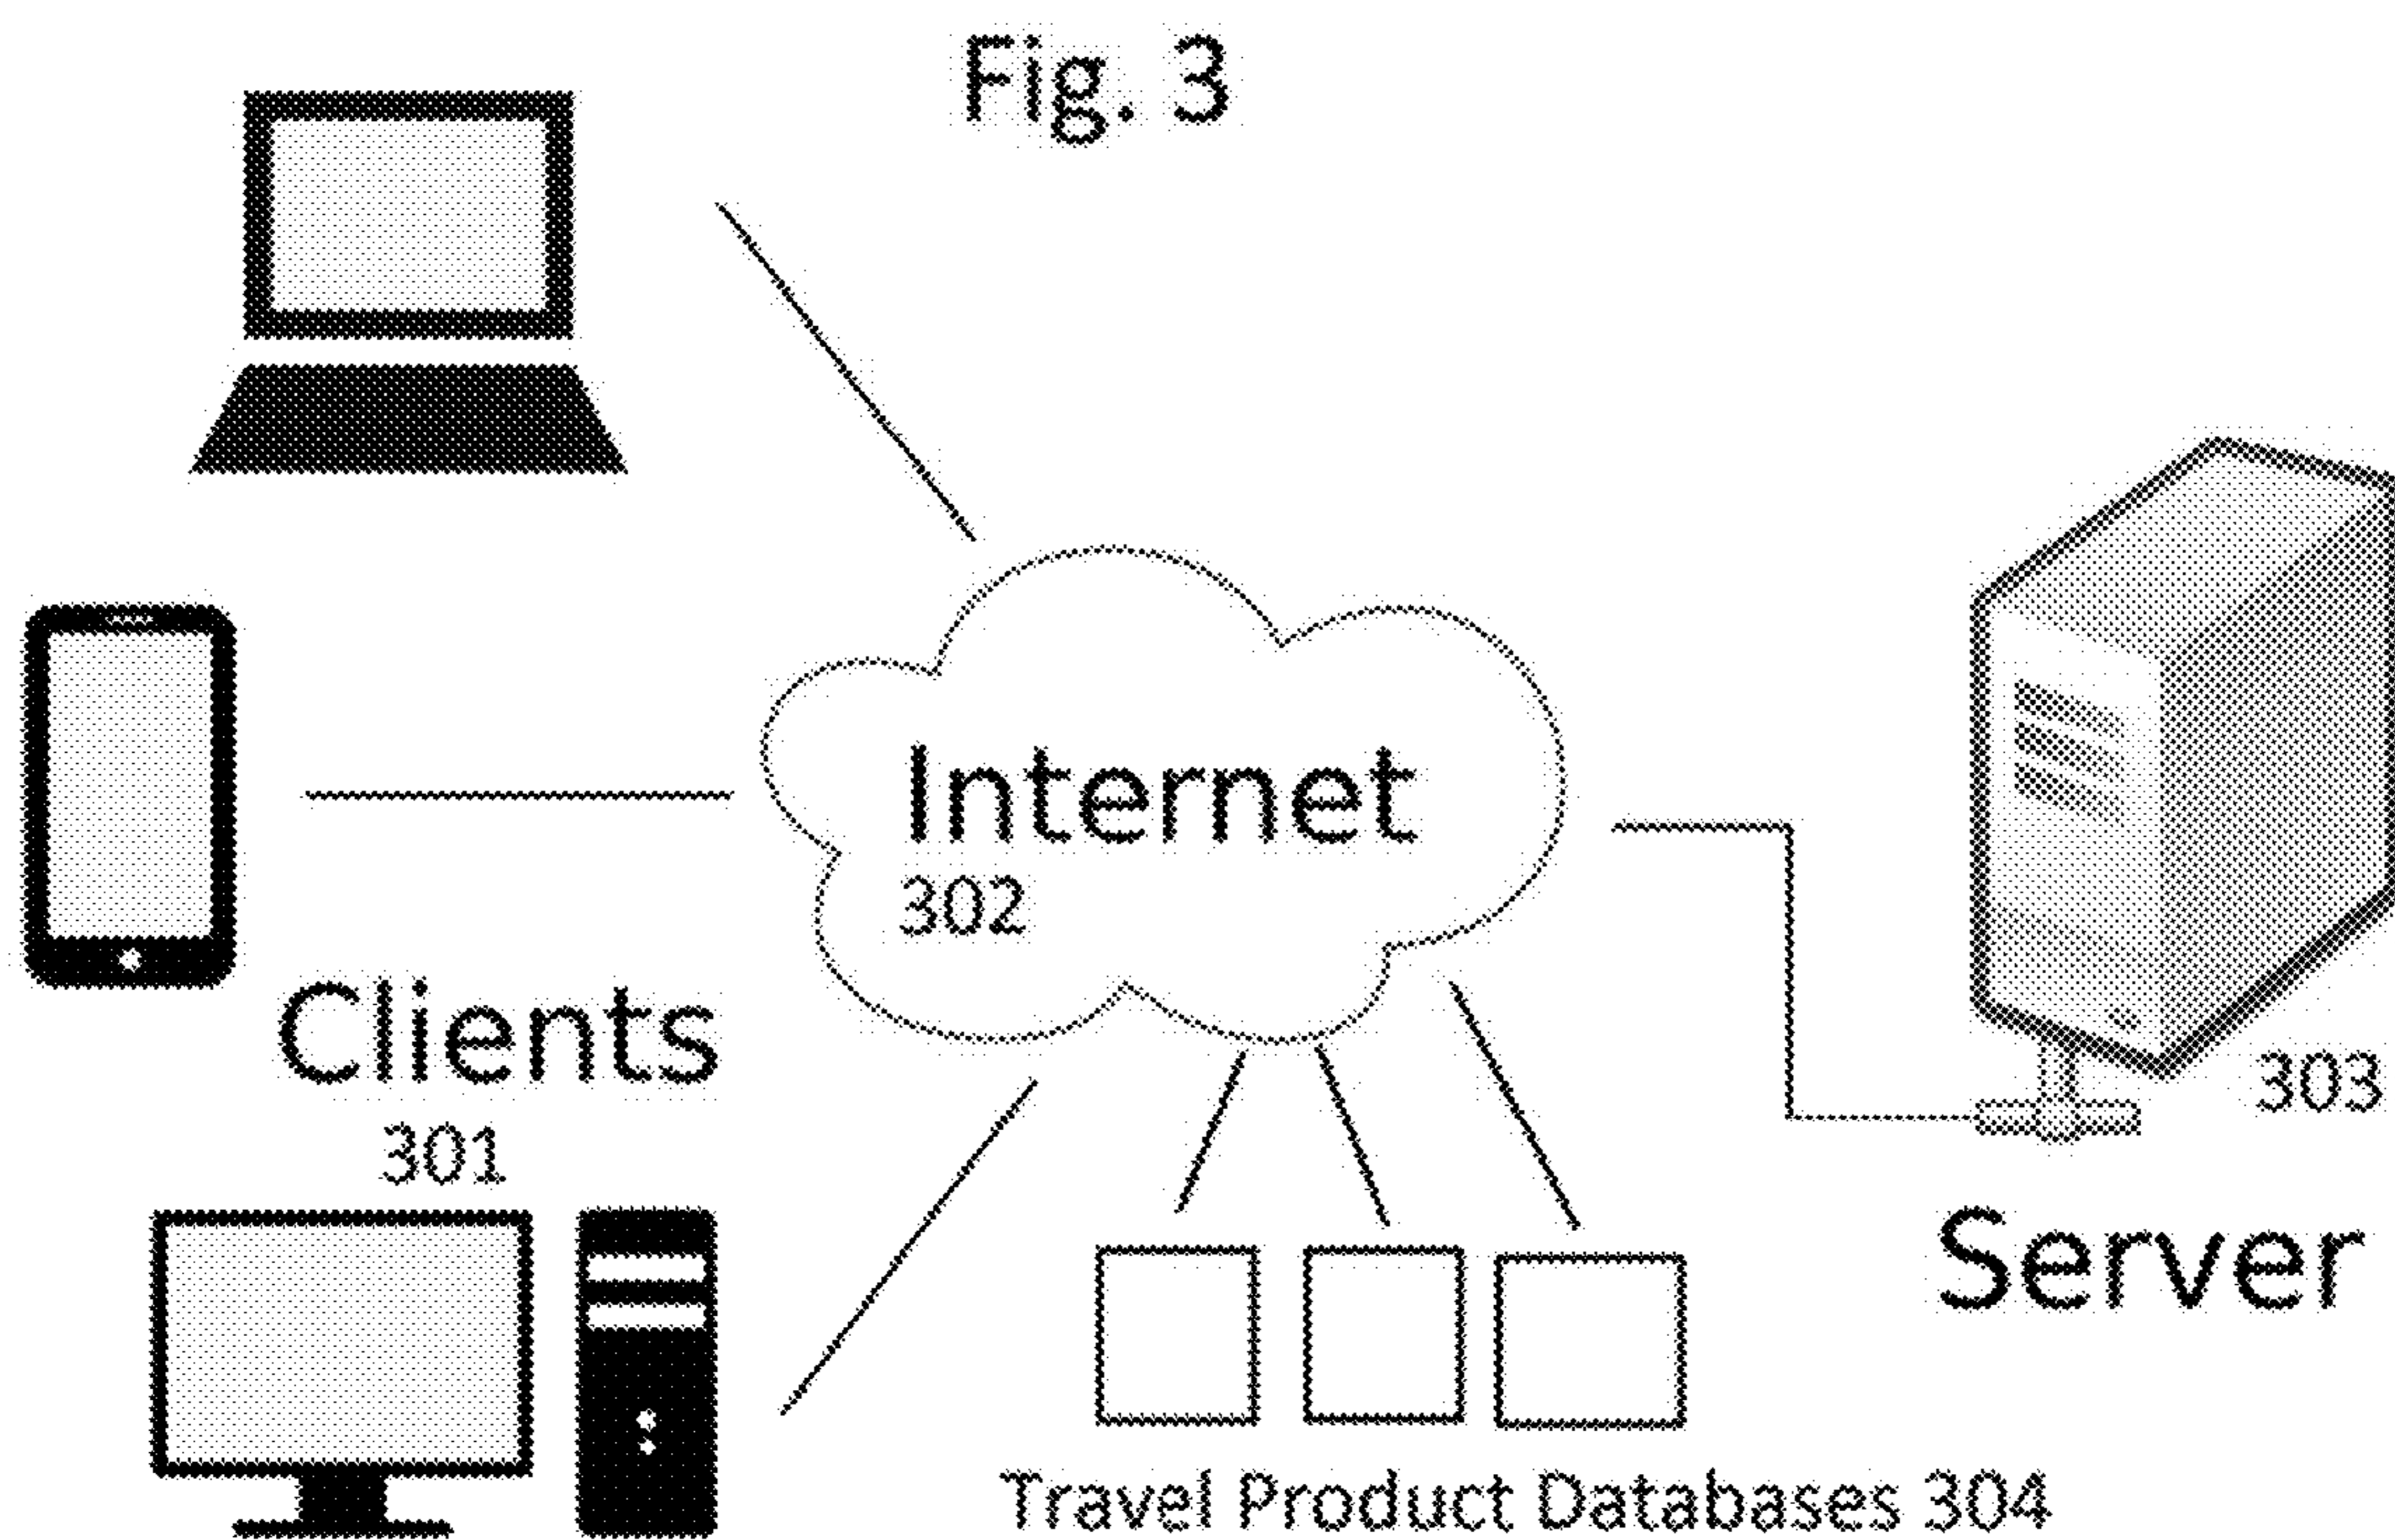 Fig. 3
Internet
302
Clients
301
303
Server
Travel Product Databases 304